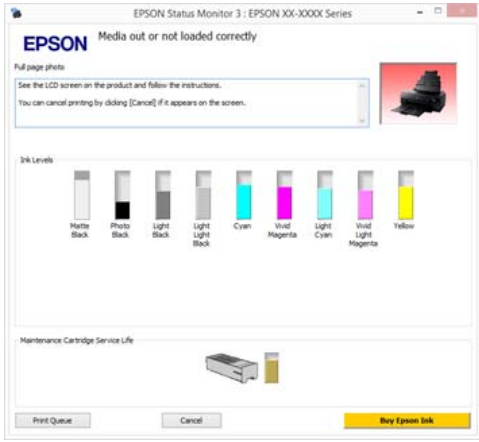 EPSON Status Monitor 3 : EPSON XX-XXXX Series
EPSON
Media out or not loaded correctly
Full page photo
See the LCD screen on the product and follow the instructions.
You can cancel printing by clicking [Cancel] if it appears on the screen.
Ink Levels
Matte
Black
Photo
Black
Light
Black
Light
Light
Black
Cyan
Vivid
Magenta
Light
Cyan
Vivid
Light
Magenta
Yellow
Maintenance Cartridge Service Life
Print Queue
Cancel
Buy Epson Ink